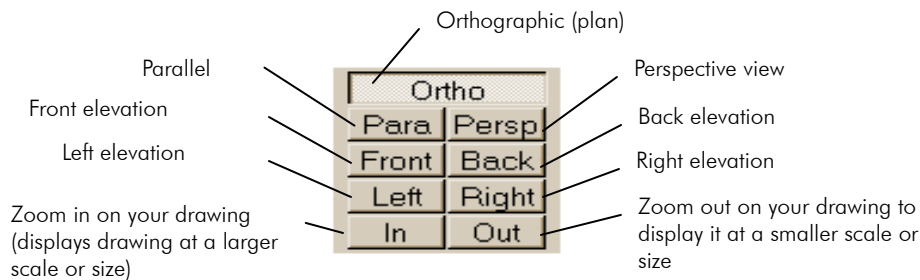 Orthographic (plan)
Parallel
Perspective view
Ortho
Front elevation
Para Persp
Back elevation
Left elevation
Front Back
Right elevation
Left Right
Zoom in on your drawing
(displays drawing at a larger
scale or size)
In Out
Zoom out on your drawing to
display it at a smaller scale or
size